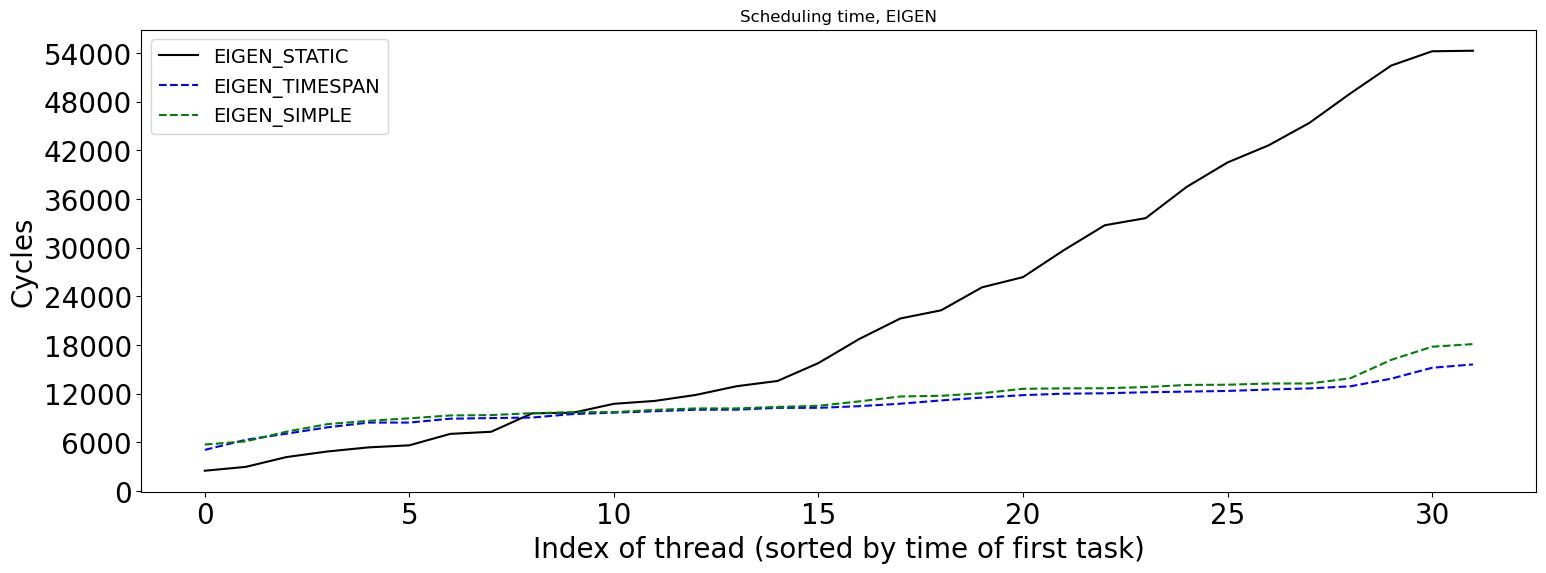 Scheduling time, EIGEN
EIGEN_STATIC
EIGEN_TIMESPAN
EIGEN_SIMPLE
54000
48000
42000
36000
30000
24000
18000
12000
6000
0
Cycles
0 5 10 15 20 25 30
Index of thread (sorted by time of first task)